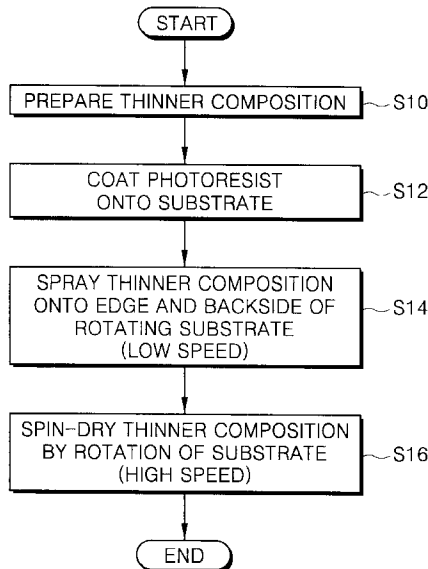 START
PREPARE THINNER COMPOSITION
S10
COAT PHOTORESIST
ONTO SUBSTRATE
S12
SPRAY THINNER COMPOSITION
ONTO EDGE AND BACKSIDE OF
ROTATING SUBSTRATE
(LOW SPEED)
S14
SPIN-DRY THINNER COMPOSITION
BY ROTATION OF SUBSTRATE
(HIGH SPEED)
S16
END